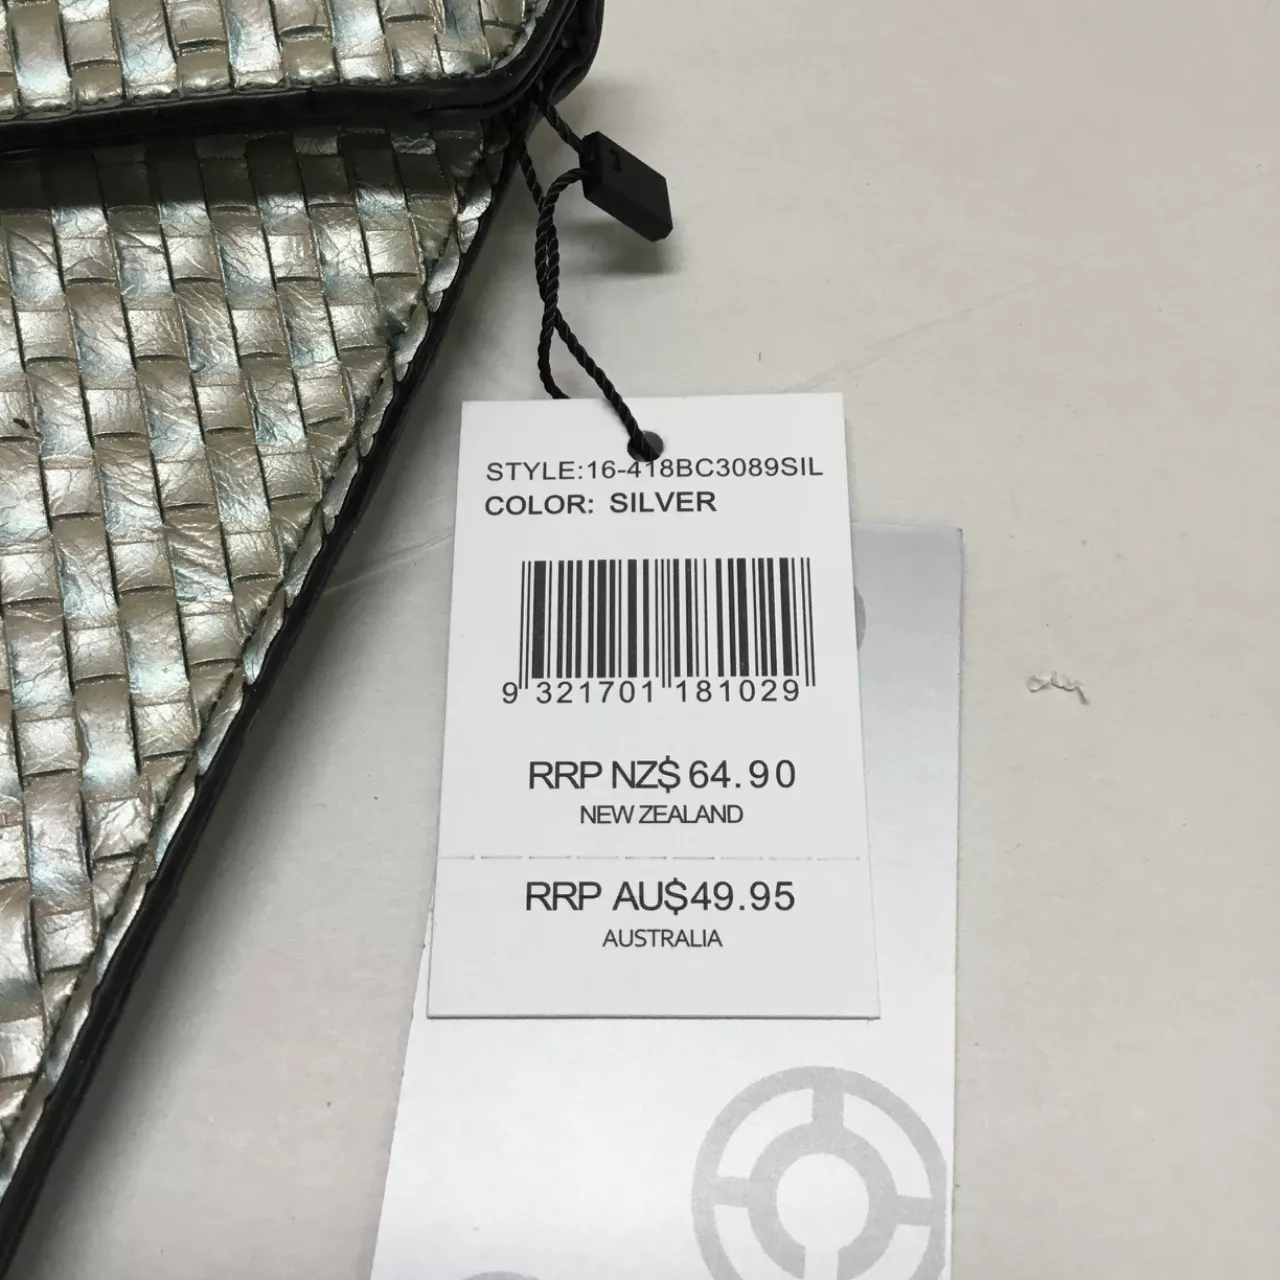 STYLE:16-418BC3089SIL
COLOR: SILVER
9 321701 181029
RRP NZ$ 64.90
NEW ZEALAND
RRP AU$49.95
AUSTRALIA